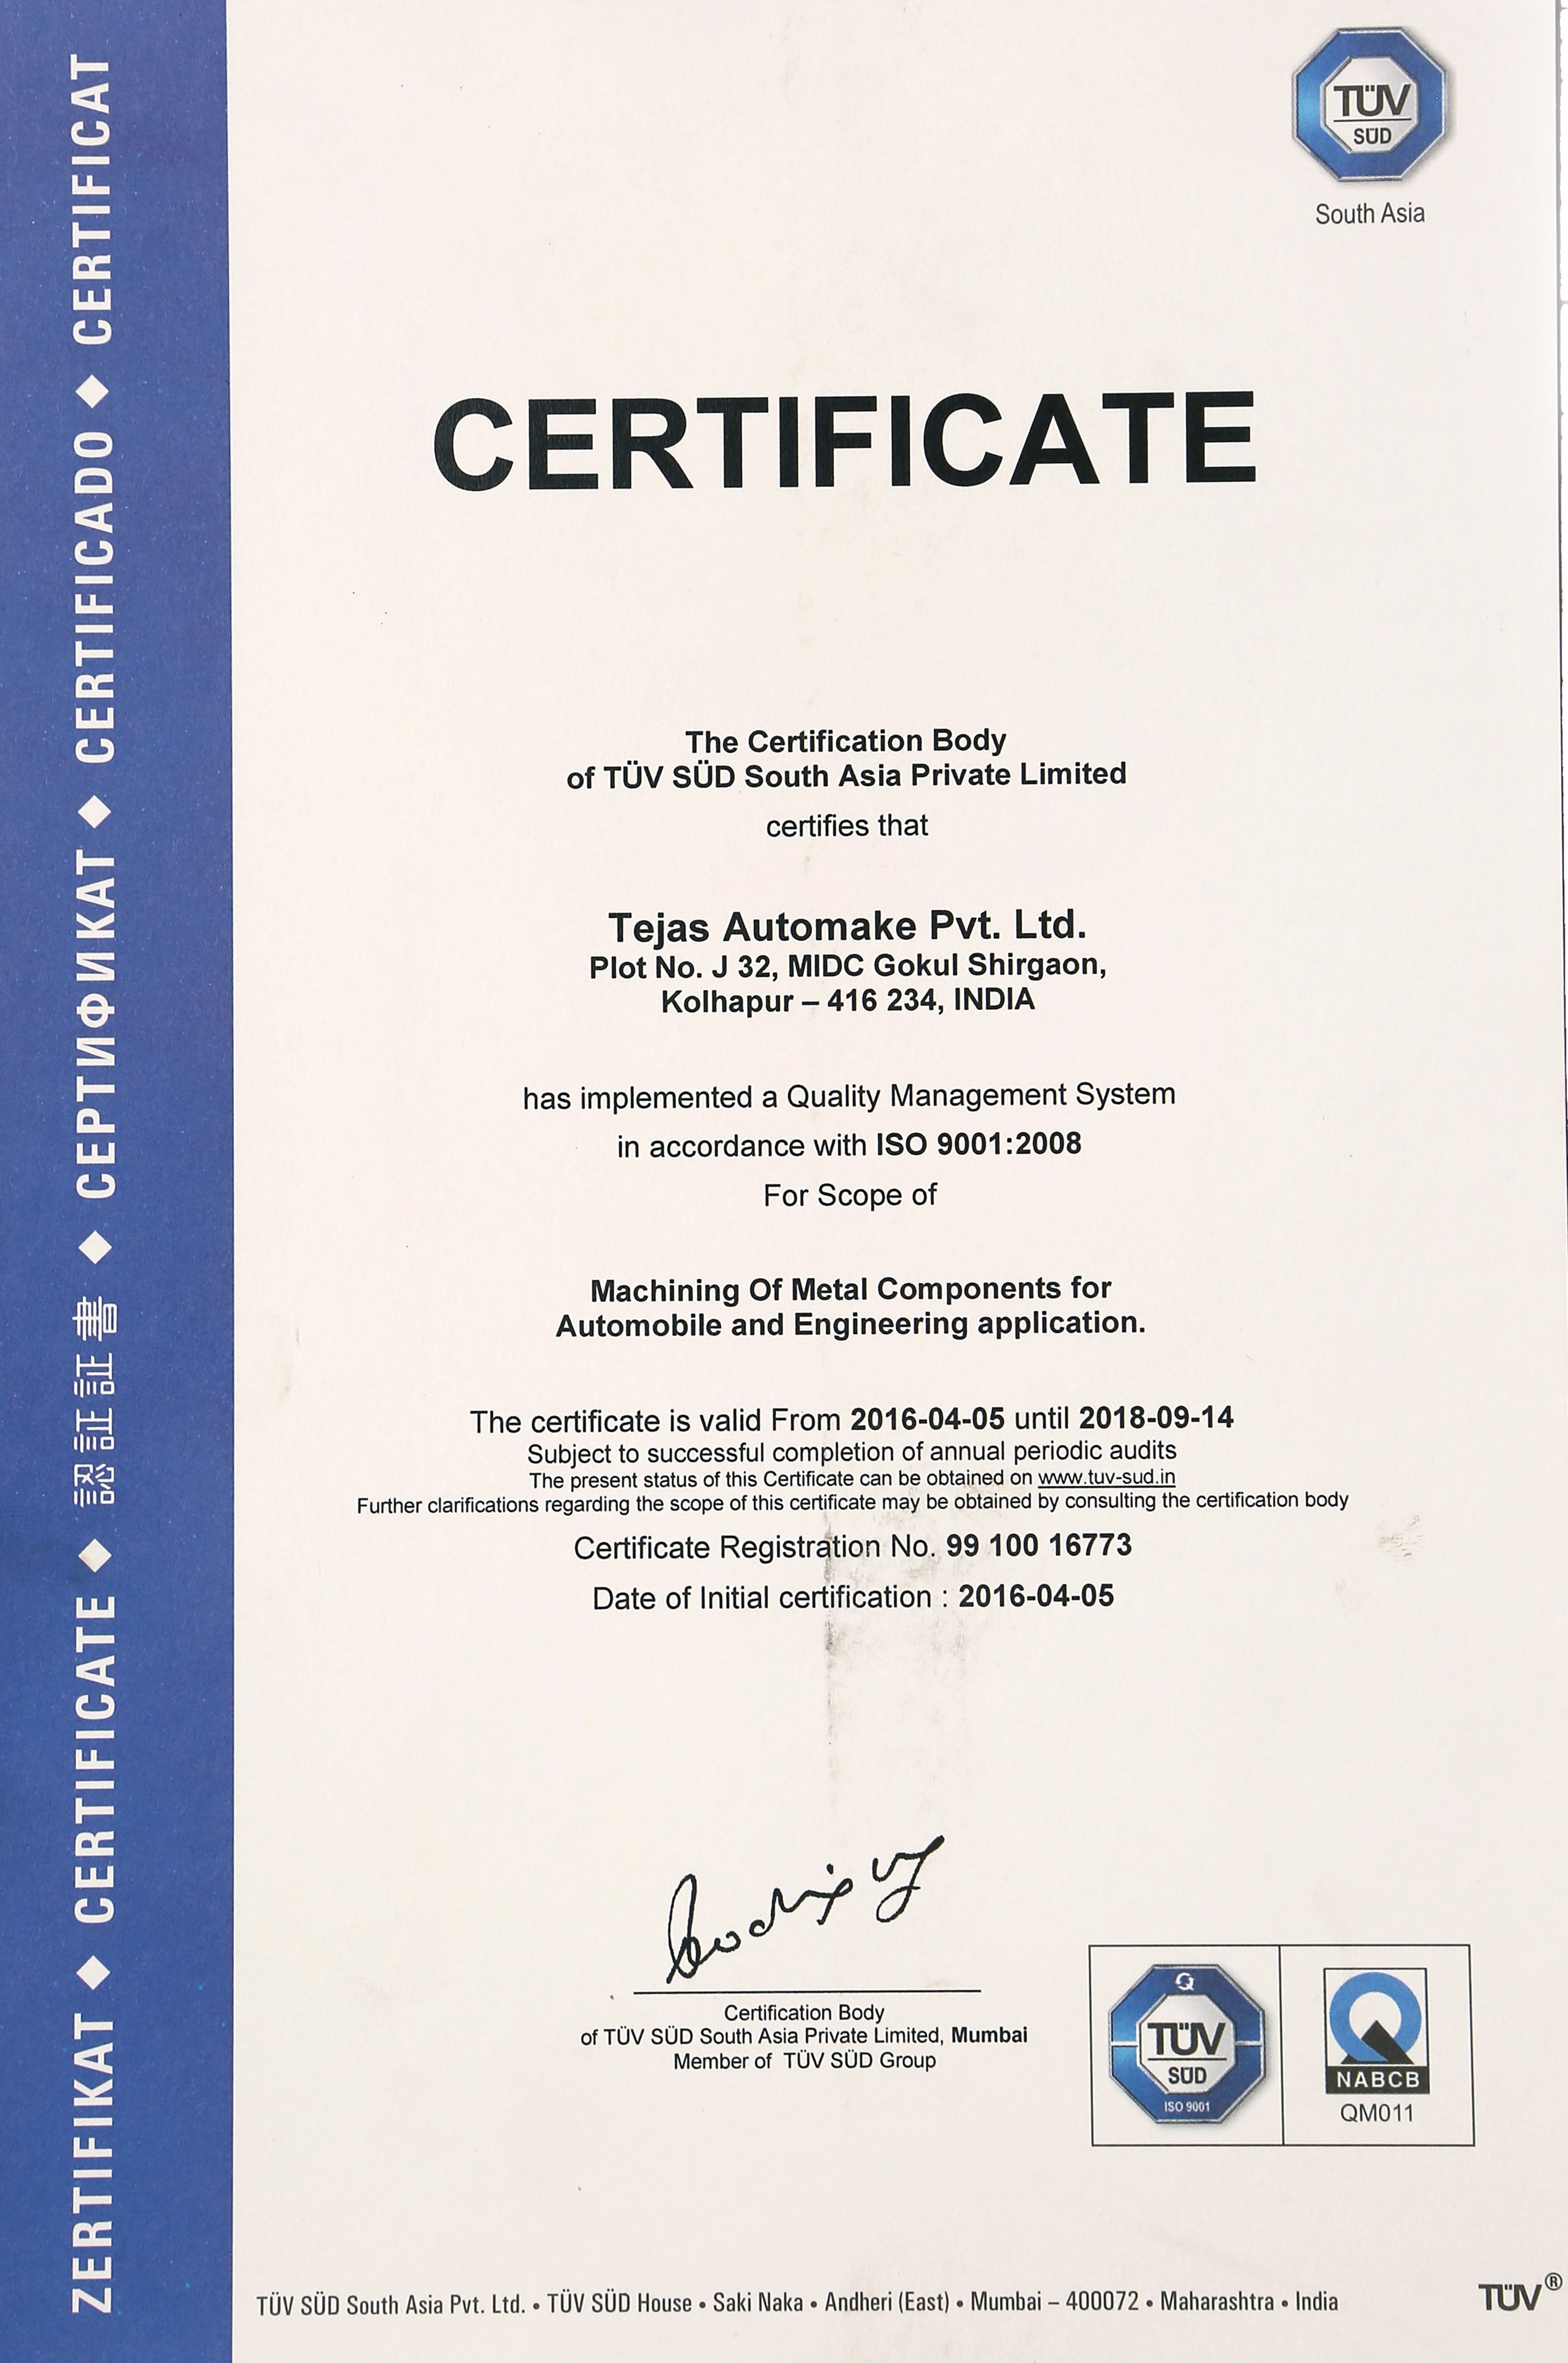 ZERTIFIKAT ◆ CERTIFICATE ◆ 認証証書 ◆ СЕРТИФИКАТ ◆ CERTIFICADO ◆ CERTIFICAT
TÜV
SÜD
South Asia
CERTIFICATE
The Certification Body
of TÜV SÜD South Asia Private Limited
certifies that
Tejas Automake Pvt. Ltd.
Plot No. J 32, MIDC Gokul Shirgaon,
Kolhapur – 416 234, INDIA
has implemented a Quality Management System
in accordance with ISO 9001:2008
For Scope of
Machining Of Metal Components for
Automobile and Engineering application.
The certificate is valid From 2016-04-05 until 2018-09-14
Subject to successful completion of annual periodic audits
The present status of this Certificate can be obtained on www.tuv-sud.in
Further clarifications regarding the scope of this certificate may be obtained by consulting the certification body
Certificate Registration No. 99 100 16773
Date of Initial certification : 2016-04-05
Certification Body
of TÜV SÜD South Asia Private Limited, Mumbai
Member of TÜV SÜD Group
Q
TÜV
SÜD
ISO 9001
NABCB
QM011
TÜV SÜD South Asia Pvt. Ltd. • TÜV SÜD House • Saki Naka • Andheri (East) • Mumbai – 400072 • Maharashtra • India
TÜV®